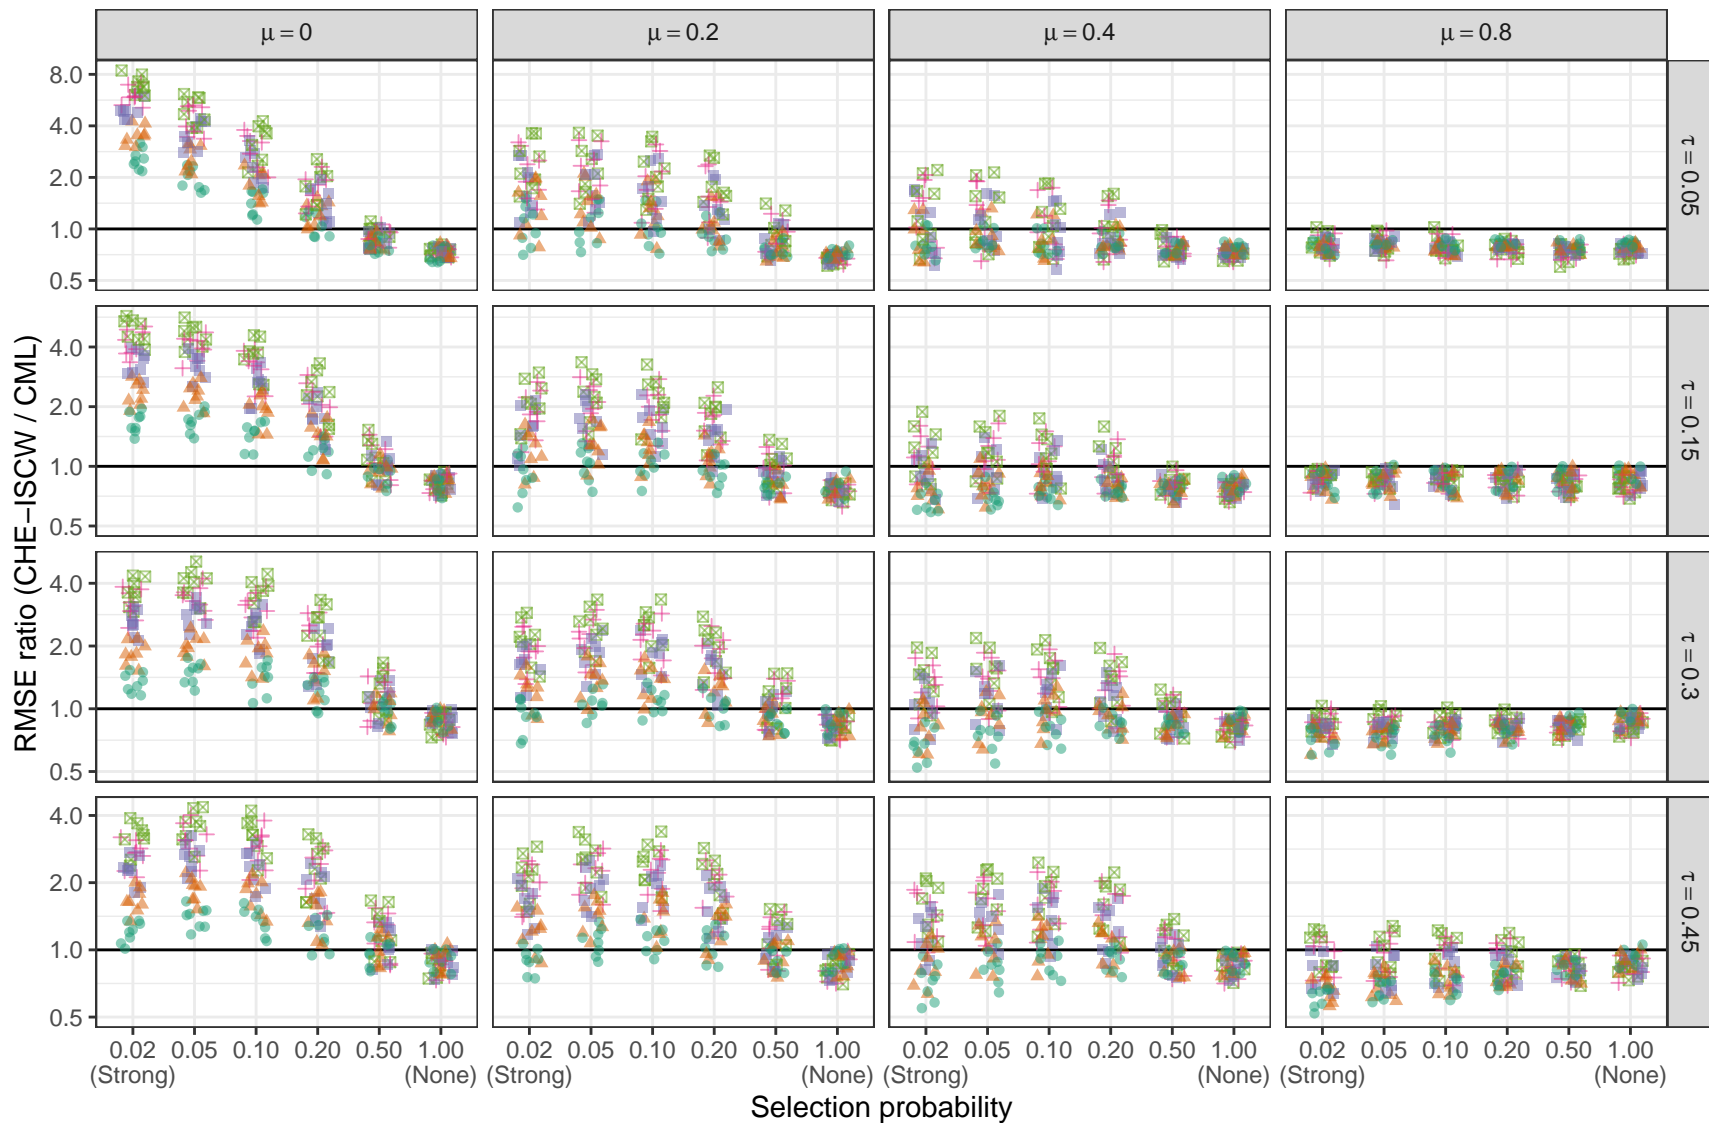 μ = 0
μ = 0.2
μ = 0.4
μ = 0.8
8.0
4.0
2.0
1.0
0.5
τ = 0.05
4.0
2.0
1.0
0.5
τ = 0.15
4.0
2.0
1.0
0.5
τ = 0.3
4.0
2.0
1.0
0.5
τ = 0.45
RMSE ratio (CHE−ISCW / CML)
0.02 0.05 0.10 0.20 0.50 1.00
(Strong) (None)
0.02 0.05 0.10 0.20 0.50 1.00
(Strong) (None)
0.02 0.05 0.10 0.20 0.50 1.00
(Strong) (None)
0.02 0.05 0.10 0.20 0.50 1.00
(Strong) (None)
Selection probability